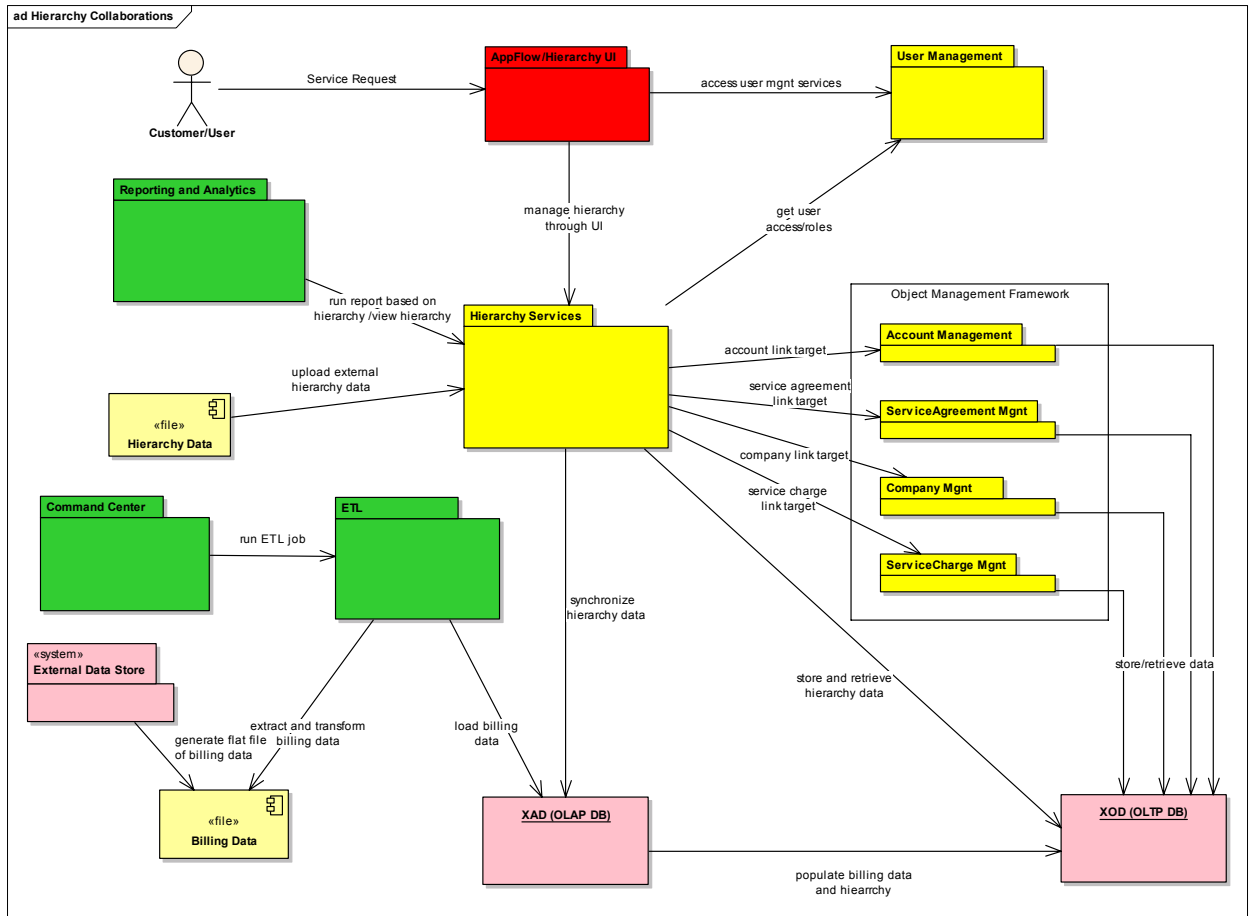 ad Hierarchy Collaborations
Customer/User
Service Request
AppFlow/Hierarchy UI
access user mgnt services
User Management
Reporting and Analytics
manage hierarchy
through UI
get user
access/roles
run report based on
hierarchy /view hierarchy
Hierarchy Services
Object Management Framework
Account Management
account link target
upload external
hierarchy data
service agreement
link target
ServiceAgreement Mgnt
«file»
Hierarchy Data
company link target
Company Mgnt
service charge
link target
Command Center
ETL
run ETL job
ServiceCharge Mgnt
synchronize
hierarchy data
«system»
External Data Store
store and retrieve
hierarchy data
store/retrieve data
generate flat file
of billing data
extract and transform
billing data
load billing
data
«file»
Billing Data
XAD (OLAP DB)
XOD (OLTP DB)
populate billing data
and hiearrchy